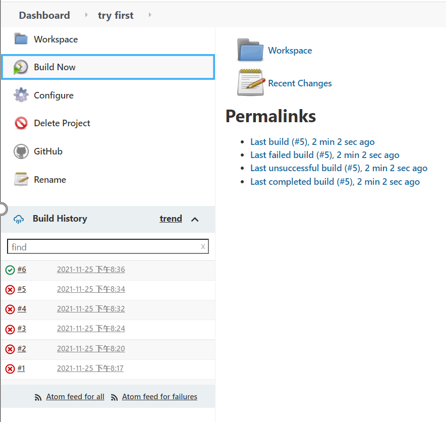 Dashboard
try first
Workspace
Build Now
Configure
Delete Project
GitHub
Rename
Build History trend
find x
#6 2021-11-25 下午8:36
#5 2021-11-25 下午8:34
#4 2021-11-25 下午8:32
#3 2021-11-25 下午8:24
#2 2021-11-25 下午8:20
#1 2021-11-25 下午8:17
Atom feed for all Atom feed for failures
Workspace
Recent Changes
Permalinks
Last build (#5), 2 min 2 sec ago
Last failed build (#5), 2 min 2 sec ago
Last unsuccessful build (#5), 2 min 2 sec ago
Last completed build (#5), 2 min 2 sec ago